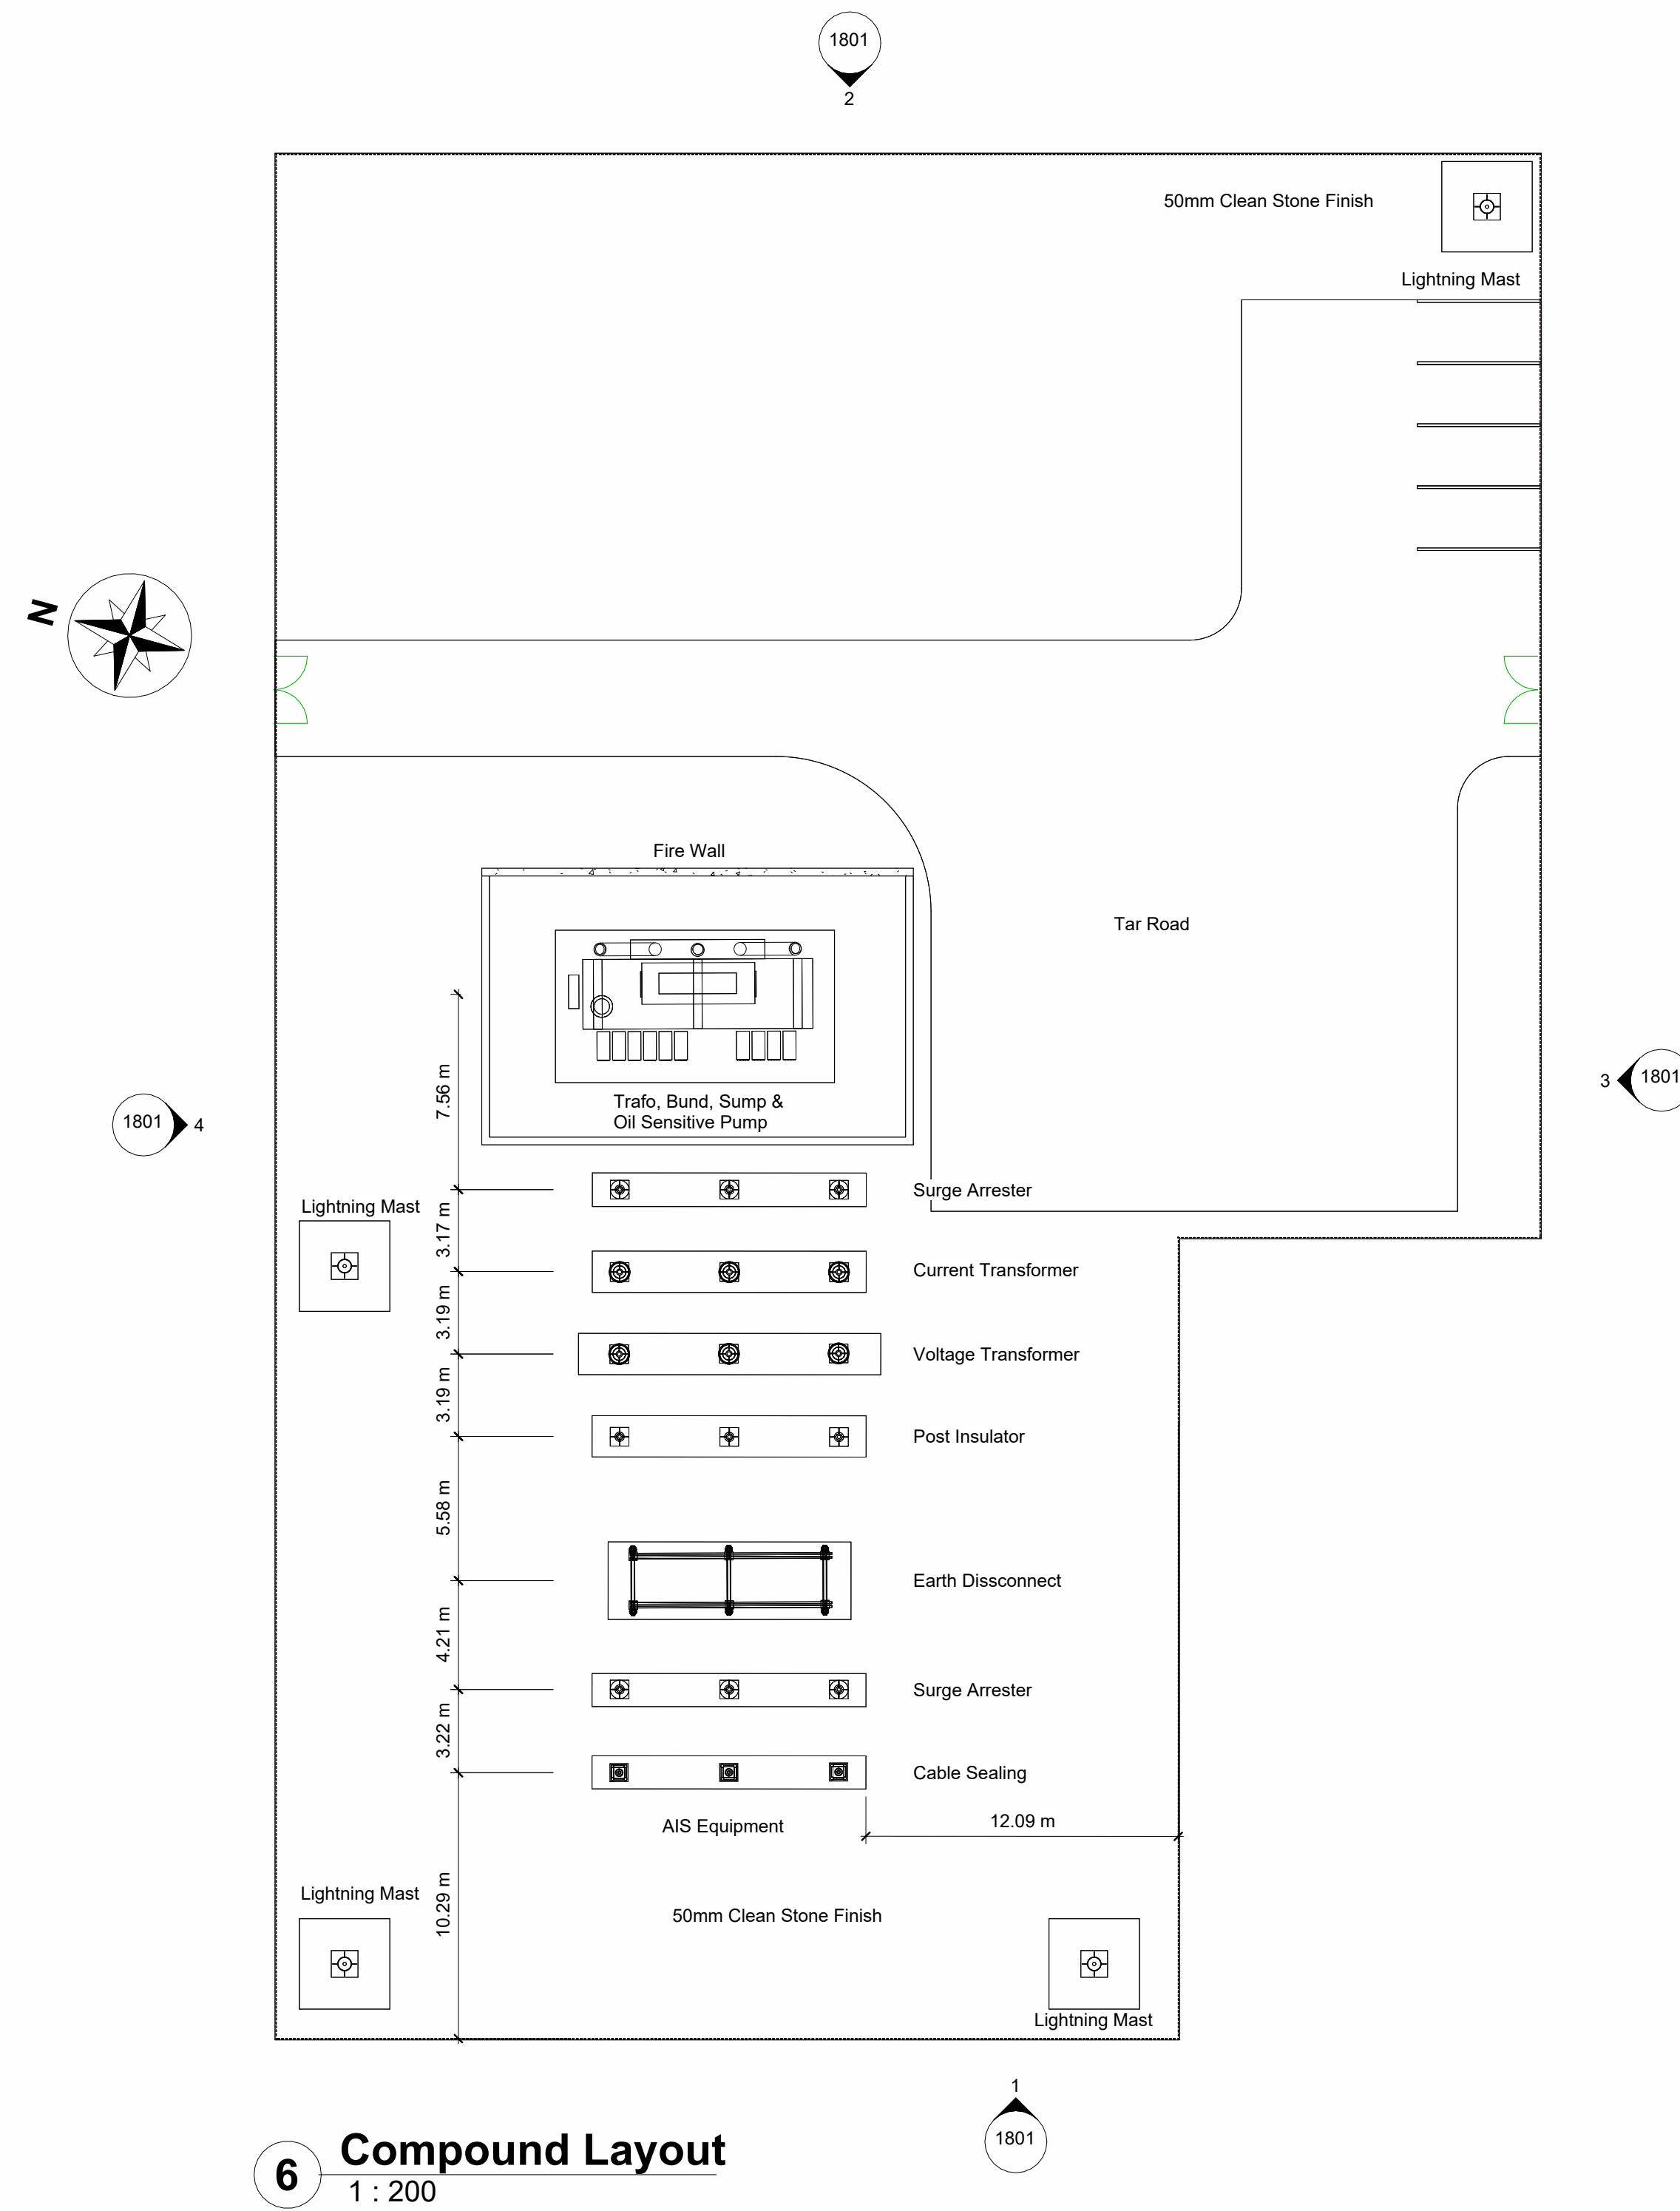 1801
2
50mm Clean Stone Finish
Lightning Mast
N
Fire Wall
Tar Road
7.56 m
Trafo, Bund, Sump &
Oil Sensitive Pump
3
1801
1801
4
Surge Arrester
Lightning Mast
3.17 m
Current Transformer
3.19 m
Voltage Transformer
3.19 m
Post Insulator
5.58 m
Earth Dissconnect
4.21 m
Surge Arrester
3.22 m
Cable Sealing
AIS Equipment
12.09 m
10.29 m
Lightning Mast
50mm Clean Stone Finish
Lightning Mast
1
1801
6
Compound Layout
1 : 200